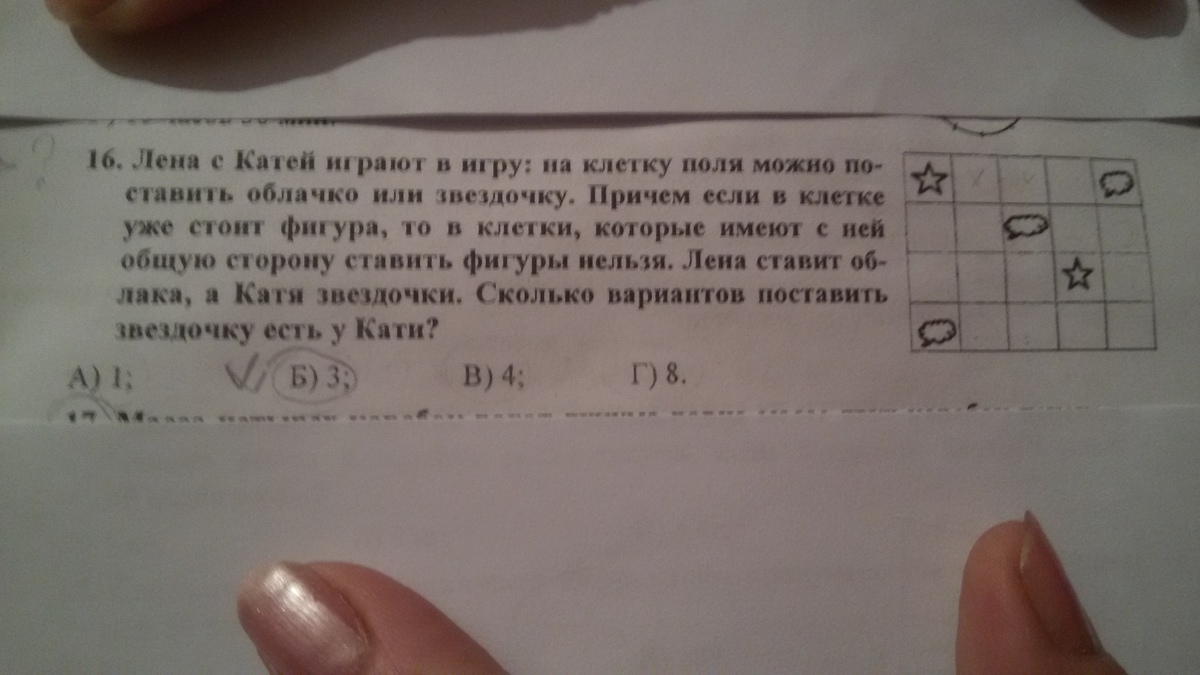 16. Лена с Катей играют в игру: на клетку поля можно по-
ставить облачко или звездочку. Причем если в клетке
уже стоит фигура, то в клетки, которые имеют с ней
общую сторону ставить фигуры нельзя. Лена ставит об-
лака, а Катя звездочки. Сколько вариантов поставить
звездочку есть у Кати?
А) 1; Б) 3; В) 4; Г) 8.
17.